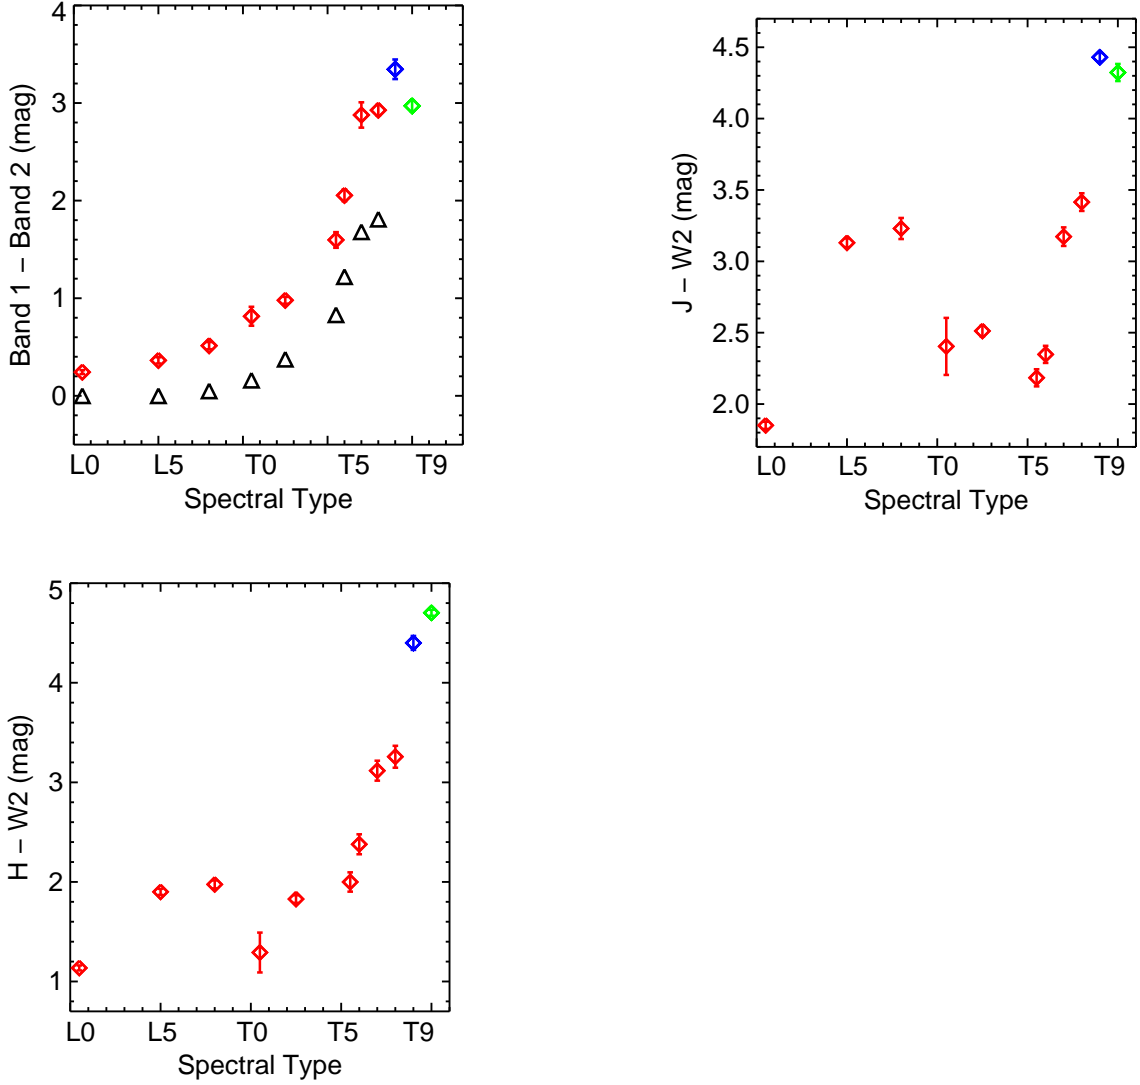 4
3
2
1
0
Band 1 – Band 2 (mag)
L0 L5 T0 T5 T9
Spectral Type
4.5
4.0
3.5
3.0
2.5
2.0
J – W2 (mag)
L0 L5 T0 T5 T9
Spectral Type
5
4
3
2
1
H – W2 (mag)
L0 L5 T0 T5 T9
Spectral Type